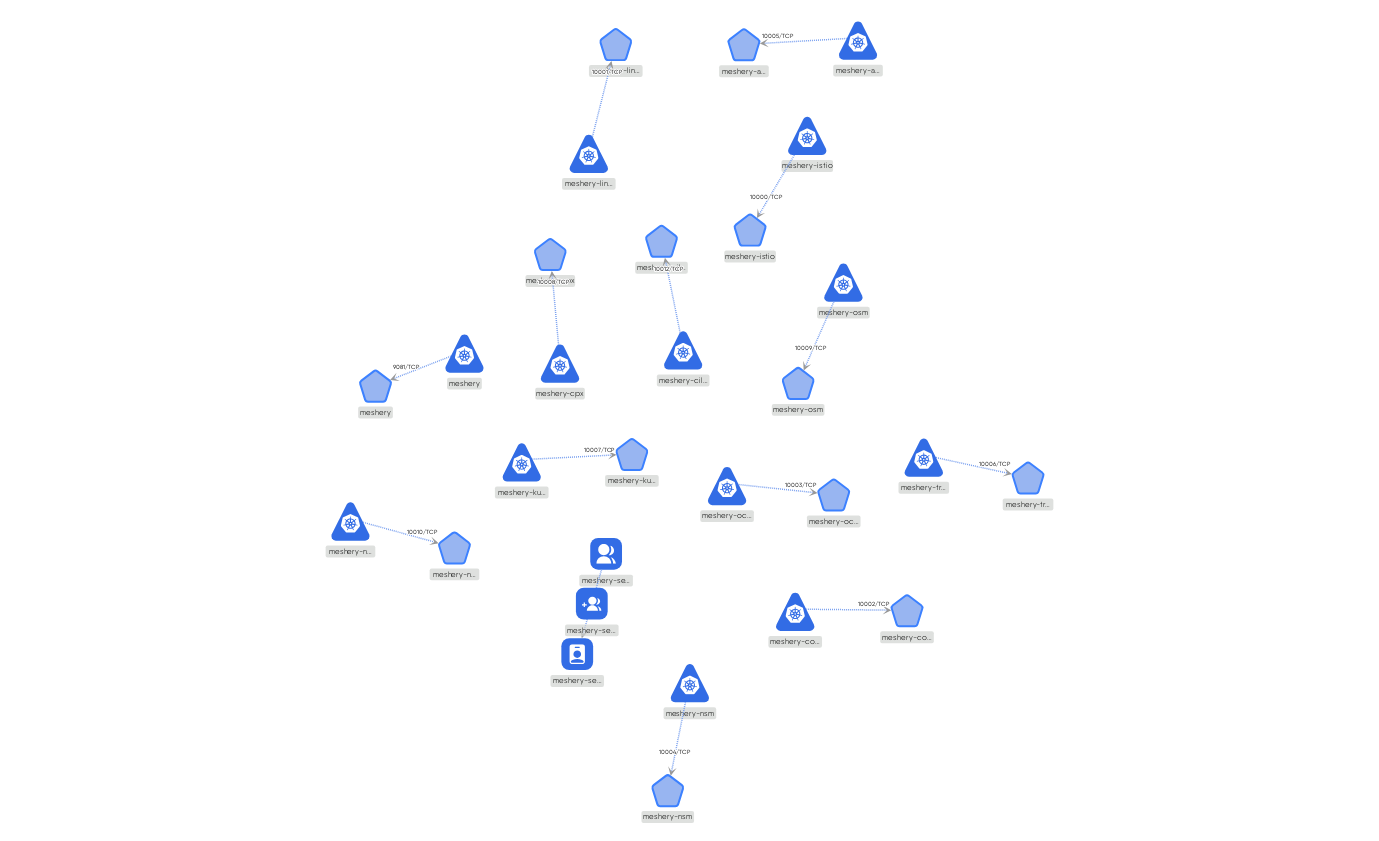 10005/TCP
meshery-a...
meshery-a...
10001/TCP
meshery-lin...
meshery-istio
10000/TCP
meshery-istio
10012/TCP
10008/TCP
meshery-osm
10009/TCP
9081/TCP
meshery-cil...
meshery
meshery-cpx
meshery-osm
meshery
10007/TCP
meshery-ku...
meshery-ku...
10006/TCP
10003/TCP
meshery-tr...
meshery-tr...
meshery-oc...
meshery-oc...
10010/TCP
meshery-n...
meshery-n...
meshery-se...
10002/TCP
meshery-se...
meshery-co...
meshery-co...
meshery-se...
meshery-nsm
10004/TCP
meshery-nsm